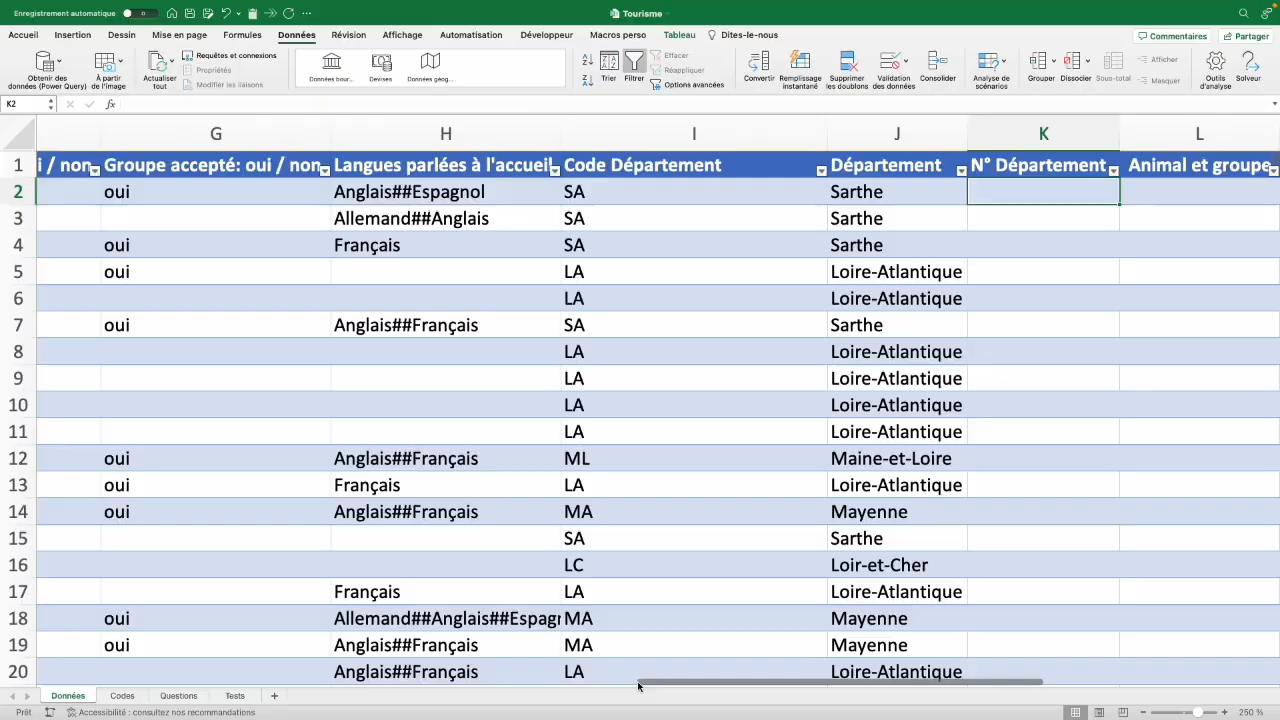 Enregistrement automatique
Tourisme
Accueil Insertion Dessin Mise en page Formules Données Révision Affichage Automatisation Développeur Macros perso Tableau Dites-le-nous
Commentaires Partager
Obtenir des données (Power Query)
À partir de l'image
Actualiser tout
Requêtes et connexions
Propriétés
Modifier les liaisons
Données bour...
Devises
Données géog...
Trier
Filtrer
Effacer
Réappliquer
Options avancées
Convertir
Remplissage instantané
Supprimer les doublons
Validation des données
Consolider
Analyse de scénarios
Grouper
Dissocier
Sous-total
Afficher
Masquer
Outils d'analyse
Solveur
K2 fx
G H I J K L
1 i / non Groupe accepté: oui / non Langues parlées à l'accueil Code Département Département N° Département Animal et groupe
2 oui Anglais##Espagnol SA Sarthe
3 Allemand##Anglais SA Sarthe
4 oui Français SA Sarthe
5 oui LA Loire-Atlantique
6 LA Loire-Atlantique
7 oui Anglais##Français SA Sarthe
8 LA Loire-Atlantique
9 LA Loire-Atlantique
10 LA Loire-Atlantique
11 LA Loire-Atlantique
12 oui Anglais##Français ML Maine-et-Loire
13 oui Français LA Loire-Atlantique
14 oui Anglais##Français MA Mayenne
15 SA Sarthe
16 LC Loir-et-Cher
17 Français LA Loire-Atlantique
18 oui Allemand##Anglais##Espagn MA Mayenne
19 oui Anglais##Français MA Mayenne
20 Anglais##Français LA Loire-Atlantique
Données Codes Questions Tests +
Prêt Accessibilité : consultez nos recommandations 250 %